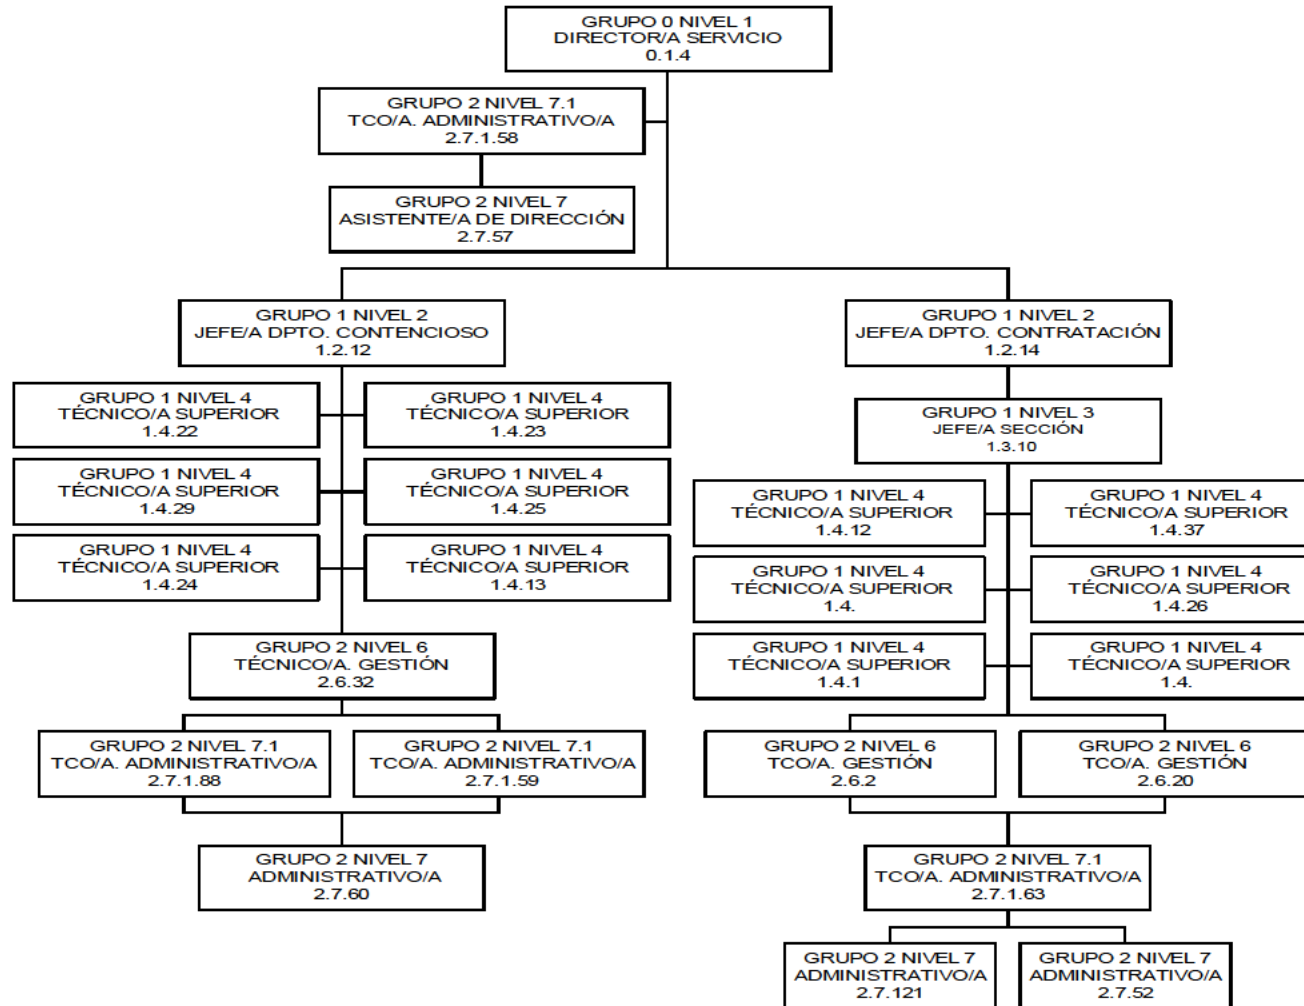 GRUPO 0 NIVEL 1
DIRECTOR/A SERVICIO
0.1.4
GRUPO 2 NIVEL 7.1
TCO/A. ADMINISTRATIVO/A
2.7.1.58
GRUPO 2 NIVEL 7
ASISTENTE/A DE DIRECCIÓN
2.7.57
GRUPO 1 NIVEL 2
JEFE/A DPTO. CONTENCIOSO
1.2.12
GRUPO 1 NIVEL 4
TÉCNICO/A SUPERIOR
1.4.22
GRUPO 1 NIVEL 4
TÉCNICO/A SUPERIOR
1.4.23
GRUPO 1 NIVEL 4
TÉCNICO/A SUPERIOR
1.4.29
GRUPO 1 NIVEL 4
TÉCNICO/A SUPERIOR
1.4.25
GRUPO 1 NIVEL 4
TÉCNICO/A SUPERIOR
1.4.24
GRUPO 1 NIVEL 4
TÉCNICO/A SUPERIOR
1.4.13
GRUPO 2 NIVEL 6
TÉCNICO/A. GESTIÓN
2.6.32
GRUPO 2 NIVEL 7.1
TCO/A. ADMINISTRATIVO/A
2.7.1.88
GRUPO 2 NIVEL 7.1
TCO/A. ADMINISTRATIVO/A
2.7.1.59
GRUPO 2 NIVEL 7
ADMINISTRATIVO/A
2.7.60
GRUPO 1 NIVEL 2
JEFE/A DPTO. CONTRATACIÓN
1.2.14
GRUPO 1 NIVEL 3
JEFE/A SECCIÓN
1.3.10
GRUPO 1 NIVEL 4
TÉCNICO/A SUPERIOR
1.4.12
GRUPO 1 NIVEL 4
TÉCNICO/A SUPERIOR
1.4.37
GRUPO 1 NIVEL 4
TÉCNICO/A SUPERIOR
1.4.
GRUPO 1 NIVEL 4
TÉCNICO/A SUPERIOR
1.4.26
GRUPO 1 NIVEL 4
TÉCNICO/A SUPERIOR
1.4.1
GRUPO 1 NIVEL 4
TÉCNICO/A SUPERIOR
1.4.
GRUPO 2 NIVEL 6
TCO/A. GESTIÓN
2.6.2
GRUPO 2 NIVEL 6
TCO/A. GESTIÓN
2.6.20
GRUPO 2 NIVEL 7.1
TCO/A. ADMINISTRATIVO/A
2.7.1.63
GRUPO 2 NIVEL 7
ADMINISTRATIVO/A
2.7.121
GRUPO 2 NIVEL 7
ADMINISTRATIVO/A
2.7.52